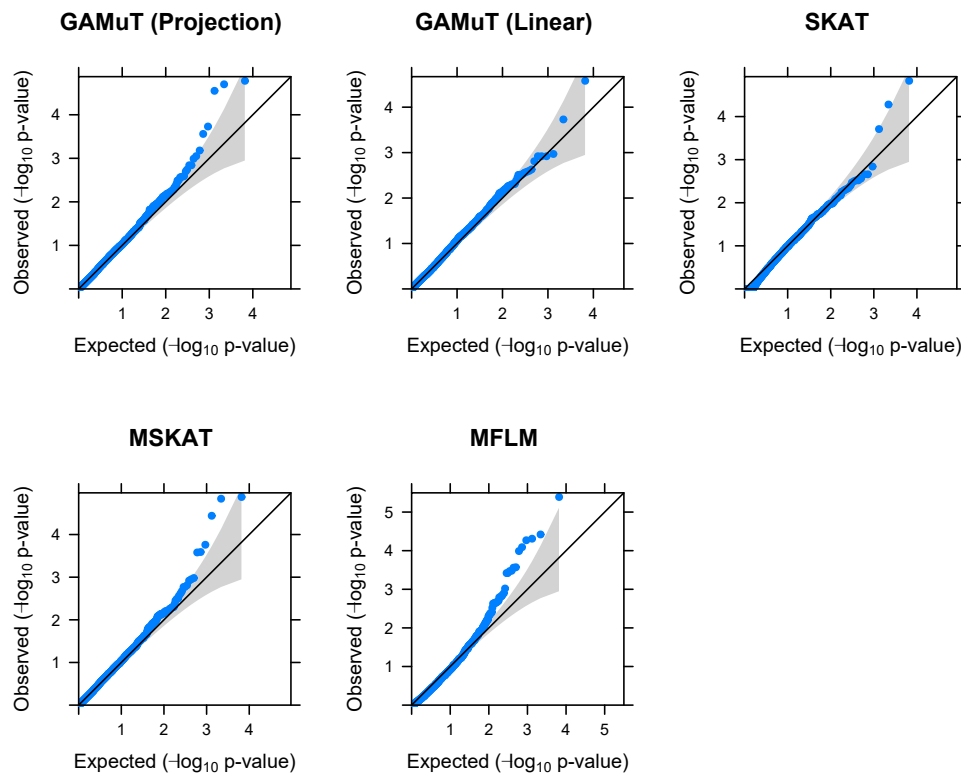 GAMuT (Projection)
Observed (−log10 p-value)
4
3
2
1
1 2 3 4
Expected (−log10 p-value)
GAMuT (Linear)
Observed (−log10 p-value)
4
3
2
1
1 2 3 4
Expected (−log10 p-value)
SKAT
Observed (−log10 p-value)
4
3
2
1
1 2 3 4
Expected (−log10 p-value)
MSKAT
Observed (−log10 p-value)
4
3
2
1
1 2 3 4
Expected (−log10 p-value)
MFLM
Observed (−log10 p-value)
5
4
3
2
1
1 2 3 4 5
Expected (−log10 p-value)